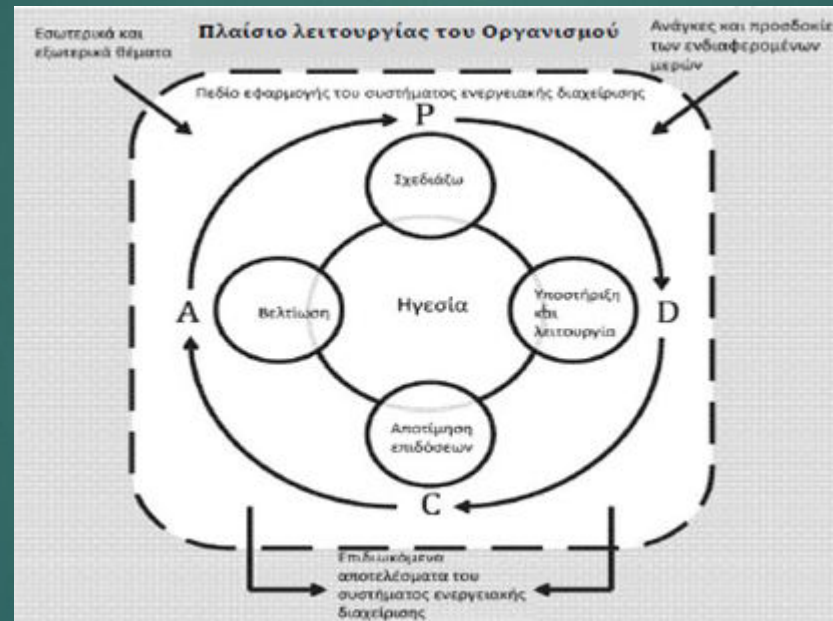 Εσωτερικά και
εξωτερικά θέματα
Πλαίσιο λειτουργίας του Οργανισμού
Ανάγκες και προσδοκίε
των ενδιαφερομένων
μερών
Πεδίο εφαρμογής του συστήματος ενεργειακής διαχείρισης
P
Σχεδιάζω
A
Βελτίωση
Ηγεσία
Υποστήριξη
και
λειτουργία
D
Αποτίμηση
επιδόσεων
C
Επιδιωκόμενα
αποτελέσματα του
συστήματος ενεργειακής
διαχείρισης